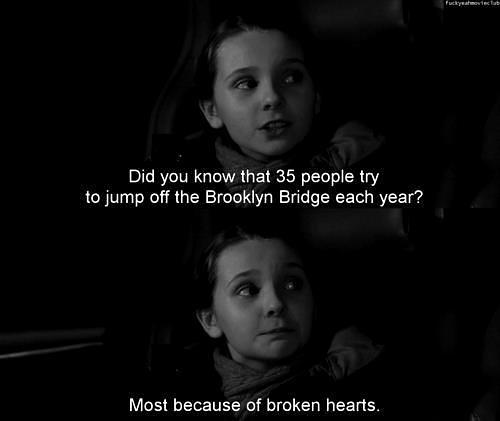 fuckyeahmovieclub
Did you know that 35 people try
to jump off the Brooklyn Bridge each year?
Most because of broken hearts.